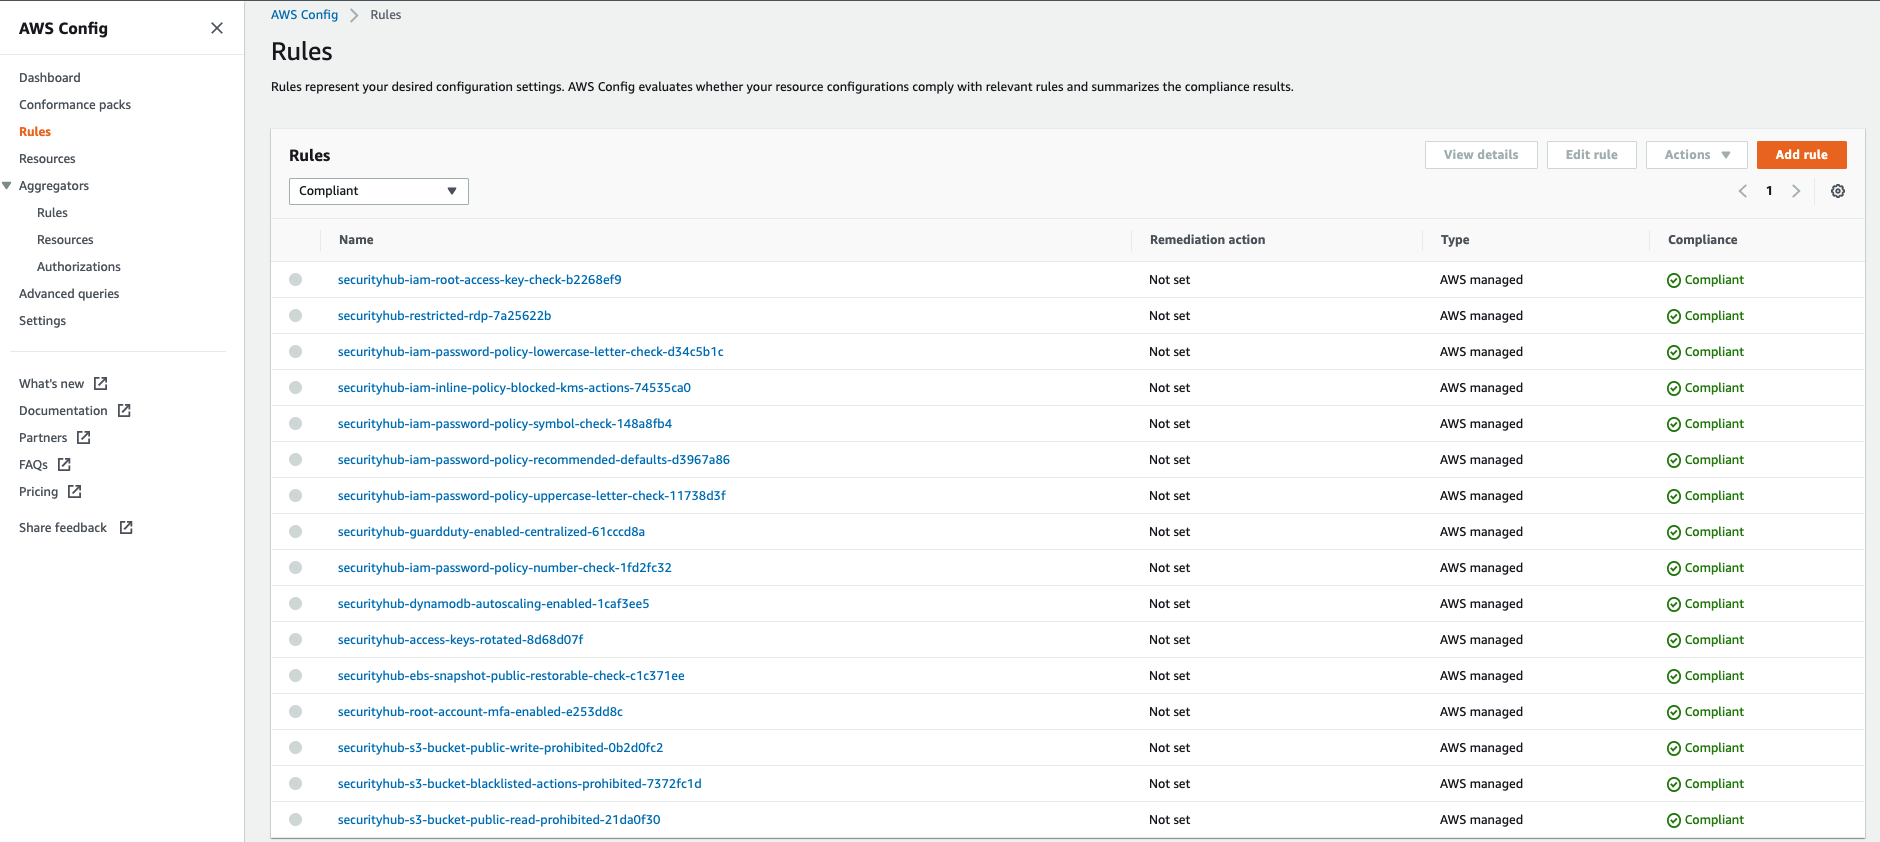 AWS Config
Dashboard
Conformance packs
Rules
Resources
Aggregators
Rules
Resources
Authorizations
Advanced queries
Settings
What's new
Documentation
Partners
FAQs
Pricing
Share feedback
AWS Config Rules
Rules
Rules represent your desired configuration settings. AWS Config evaluates whether your resource configurations comply with relevant rules and summarizes the compliance results.
Rules View details Edit rule Actions Add rule
Compliant 1
Name Remediation action Type Compliance
securityhub-iam-root-access-key-check-b2268ef9 Not set AWS managed Compliant
securityhub-restricted-rdp-7a25622b Not set AWS managed Compliant
securityhub-iam-password-policy-lowercase-letter-check-d34c5b1c Not set AWS managed Compliant
securityhub-iam-inline-policy-blocked-kms-actions-74535ca0 Not set AWS managed Compliant
securityhub-iam-password-policy-symbol-check-148a8fb4 Not set AWS managed Compliant
securityhub-iam-password-policy-recommended-defaults-d3967a86 Not set AWS managed Compliant
securityhub-iam-password-policy-uppercase-letter-check-11738d3f Not set AWS managed Compliant
securityhub-guardduty-enabled-centralized-61cccd8a Not set AWS managed Compliant
securityhub-iam-password-policy-number-check-1fd2fc32 Not set AWS managed Compliant
securityhub-dynamodb-autoscaling-enabled-1caf3ee5 Not set AWS managed Compliant
securityhub-access-keys-rotated-8d68d07f Not set AWS managed Compliant
securityhub-ebs-snapshot-public-restorable-check-c1c371ee Not set AWS managed Compliant
securityhub-root-account-mfa-enabled-e253dd8c Not set AWS managed Compliant
securityhub-s3-bucket-public-write-prohibited-0b2d0fc2 Not set AWS managed Compliant
securityhub-s3-bucket-blacklisted-actions-prohibited-7372fc1d Not set AWS managed Compliant
securityhub-s3-bucket-public-read-prohibited-21da0f30 Not set AWS managed Compliant